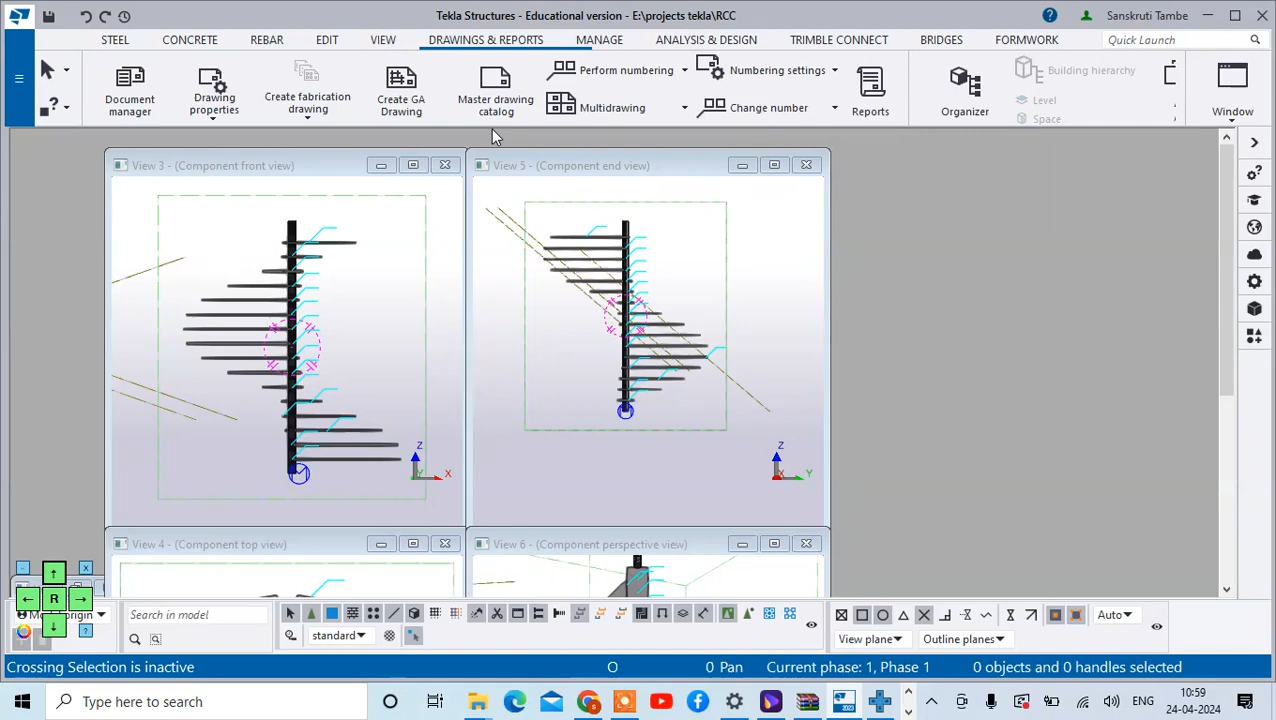 Tekla Structures - Educational version - E:\projects tekla\RCC
Sanskruti Tambe
STEEL CONCRETE REBAR EDIT VIEW DRAWINGS & REPORTS MANAGE ANALYSIS & DESIGN TRIMBLE CONNECT BRIDGES FORMWORK Quick Launch
Document manager
Drawing properties
Create fabrication drawing
Create GA Drawing
Master drawing catalog
Perform numbering
Multidrawing
Numbering settings
Change number
Reports
Organizer
Building hierarchy
Level
Space
Window
View 3 - (Component front view)
View 5 - (Component end view)
Z
X
Y
Z
X
Y
View 4 - (Component top view)
View 6 - (Component perspective view)
- X
R
?
Search in model
standard
Auto
View plane
Outline planes
Crossing Selection is inactive O 0 Pan Current phase: 1, Phase 1 0 objects and 0 handles selected
Type here to search
ENG
10:59
24-04-2024